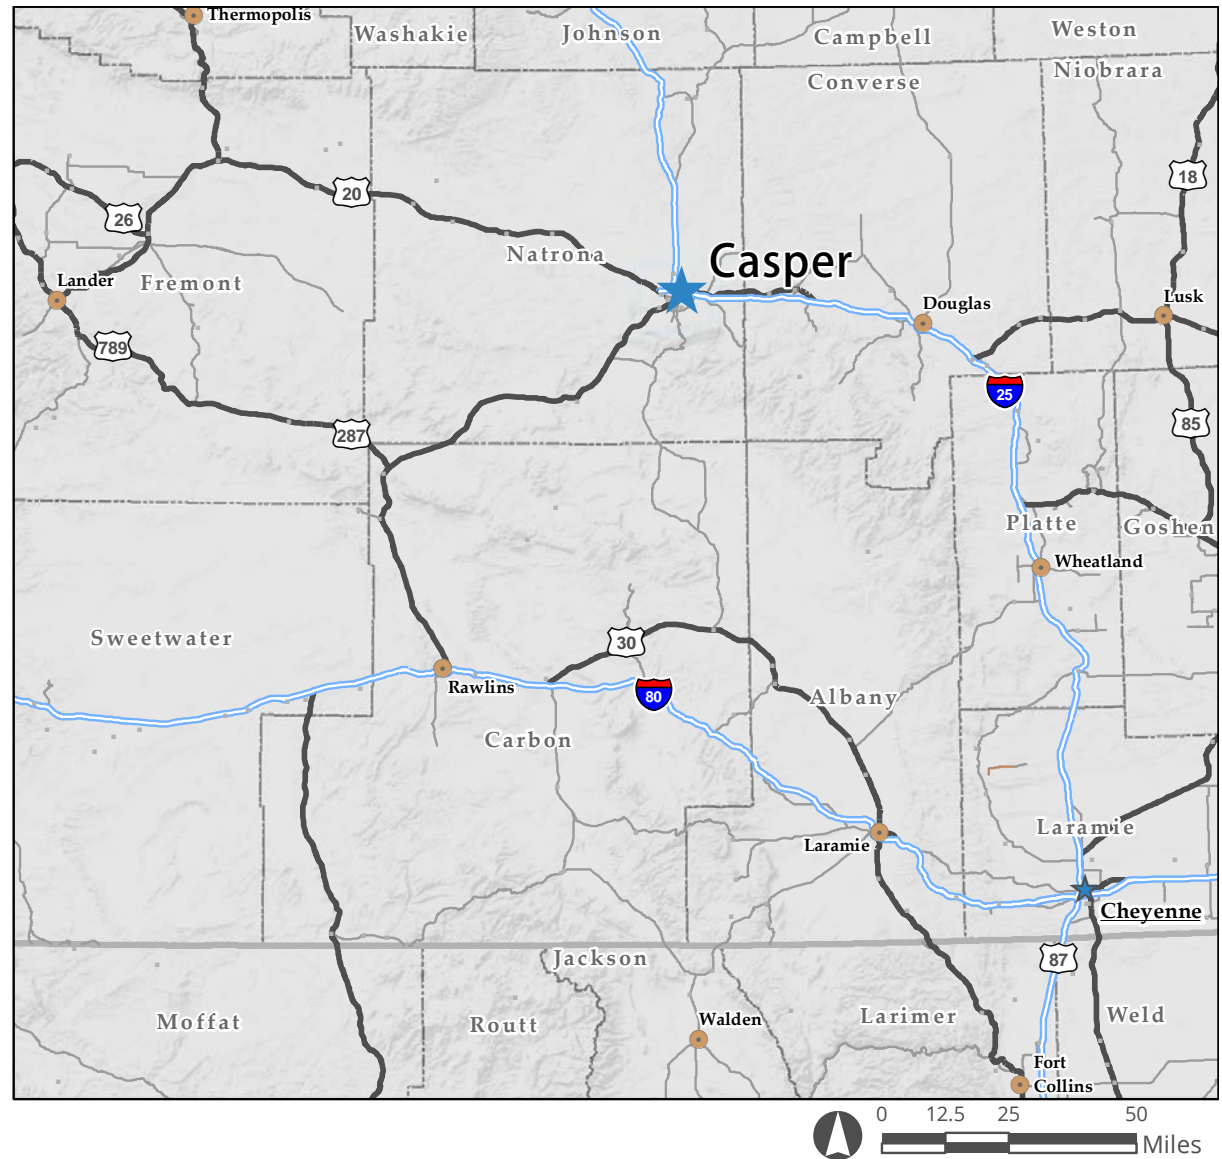 Thermopolis
Washakie
Johnson
Campbell
Weston
Converse
Niobrara
20
18
26
Natrona
Casper
Lander
Fremont
Douglas
Lusk
789
25
287
85
Platte
Goshen
Wheatland
Sweetwater
30
Rawlins
80
Albany
Carbon
Laramie
Laramie
Cheyenne
Jackson
87
Moffat
Routt
Walden
Larimer
Weld
Fort
Collins
0 12.5 25 50
Miles